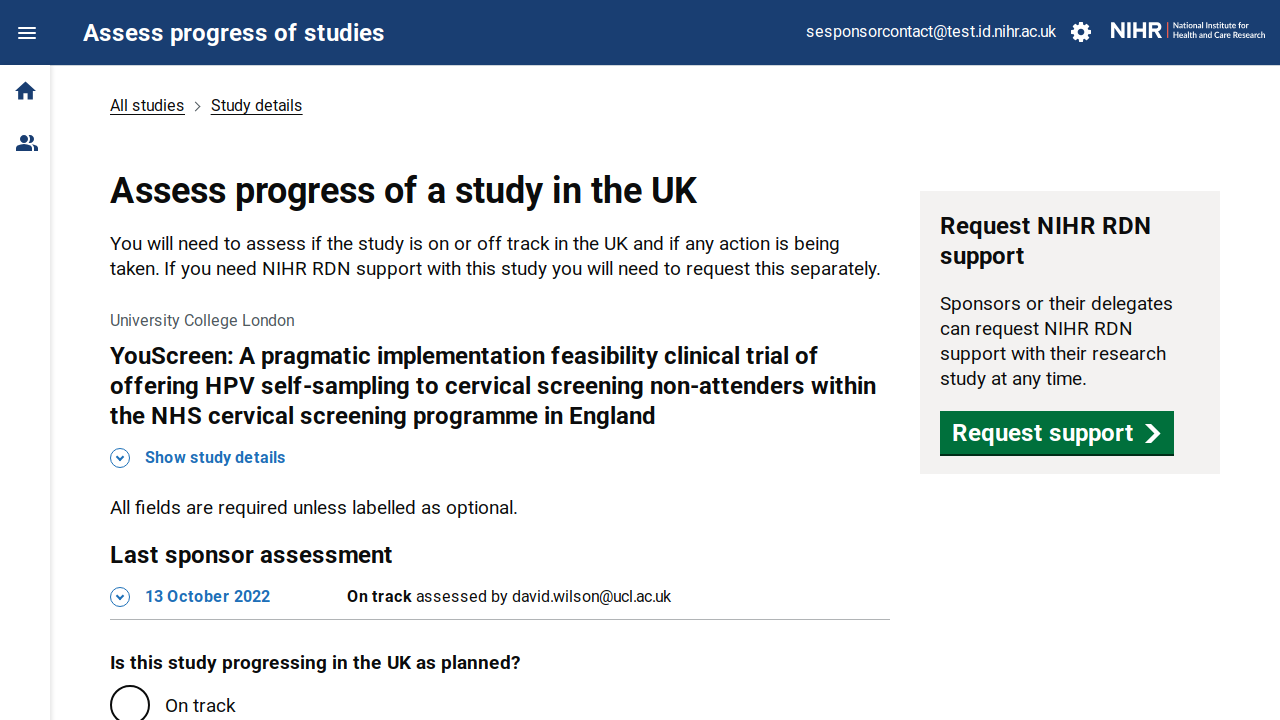 Assess progress of studies
sesponsorcontact@test.id.nihr.ac.uk
NIHR
National Institute for
Health and Care Research
All studies
Study details
Assess progress of a study in the UK
You will need to assess if the study is on or off track in the UK and if any action is being
taken. If you need NIHR RDN support with this study you will need to request this separately.
University College London
YouScreen: A pragmatic implementation feasibility clinical trial of
offering HPV self-sampling to cervical screening non-attenders within
the NHS cervical screening programme in England
Show study details
All fields are required unless labelled as optional.
Last sponsor assessment
13 October 2022
On track assessed by david.wilson@ucl.ac.uk
Is this study progressing in the UK as planned?
On track
Request NIHR RDN
support
Sponsors or their delegates
can request NIHR RDN
support with their research
study at any time.
Request support